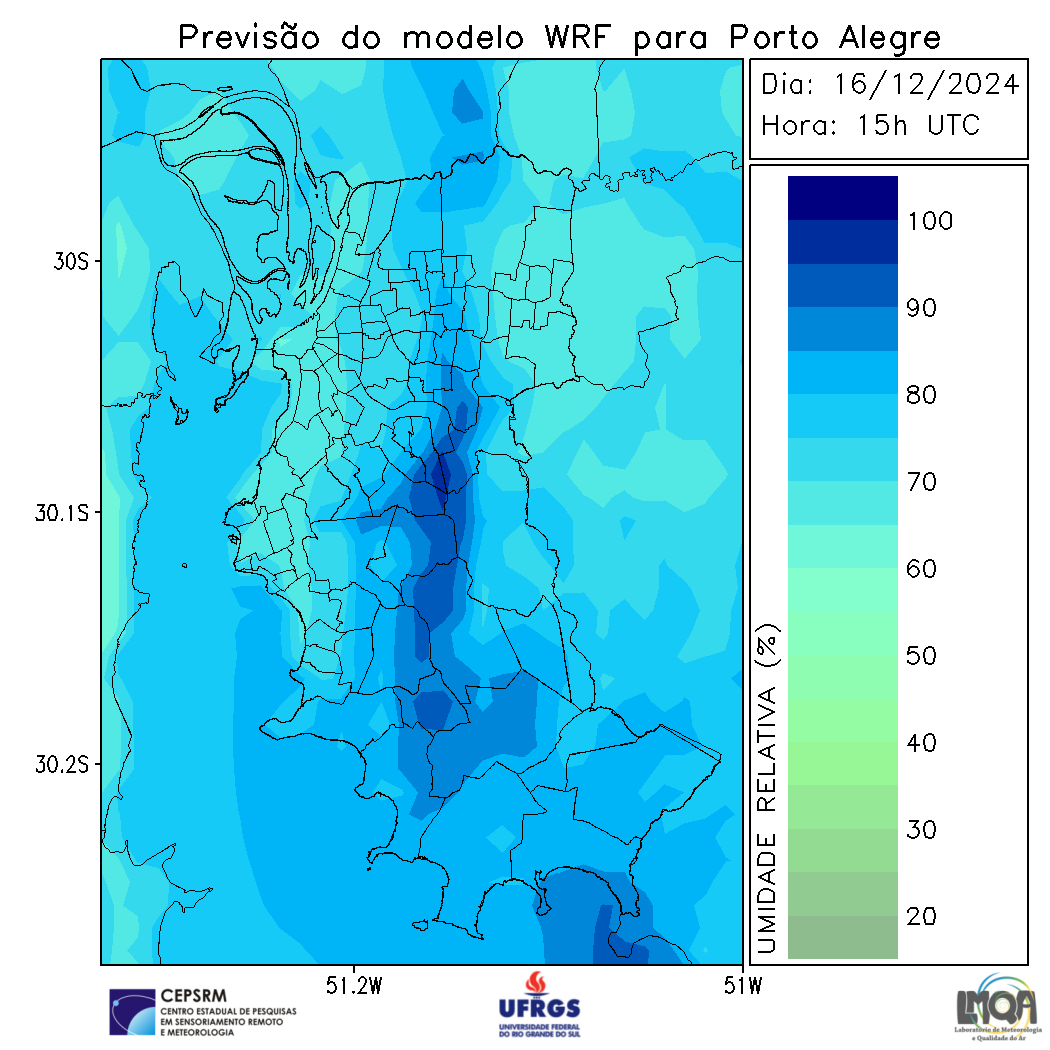 Previsão do modelo WRF para Porto Alegre
Dia: 16/12/2024
Hora: 15h UTC
30S
30.1S
30.2S
51.2W
51W
100
90
80
70
60
50
40
30
20
UMIDADE RELATIVA (%)
CEPSRM
CENTRO ESTADUAL DE PESQUISAS
EM SENSORIAMENTO REMOTO
E METEOROLOGIA
UFRGS
UNIVERSIDADE FEDERAL
DO RIO GRANDE DO SUL
LMQA
Laboratório de Meteorologia
e Qualidade do Ar